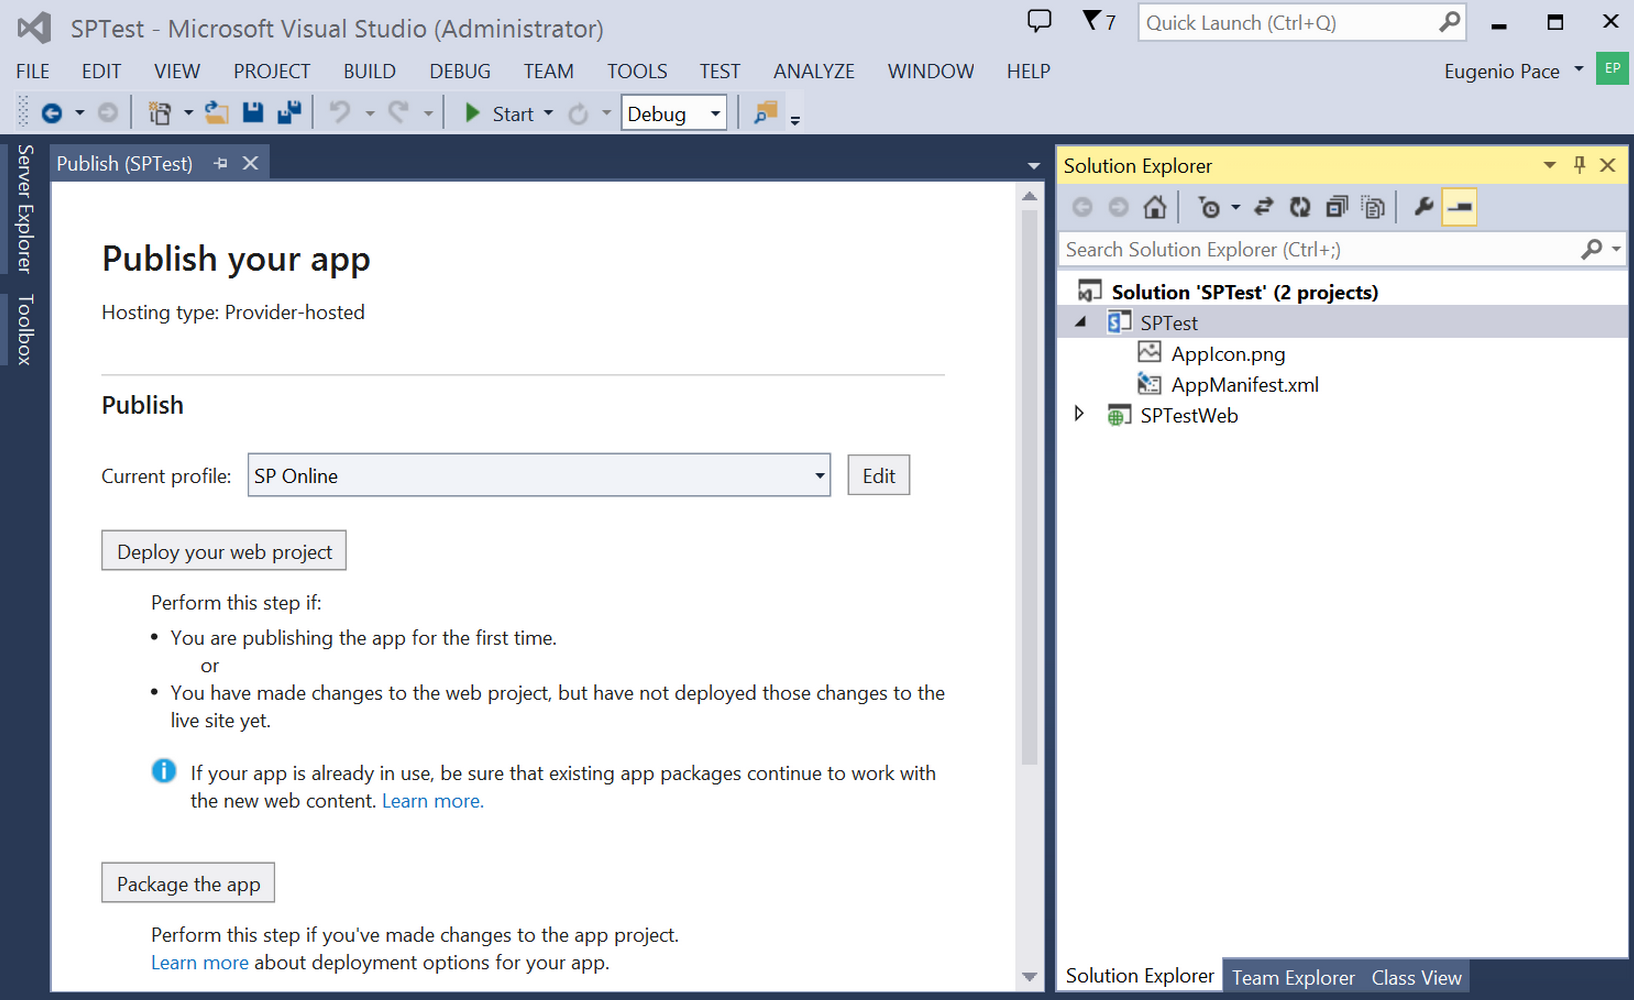 SPTest - Microsoft Visual Studio (Administrator)
7
Quick Launch (Ctrl+Q)
FILE EDIT VIEW PROJECT BUILD DEBUG TEAM TOOLS TEST ANALYZE WINDOW HELP
Eugenio Pace
EP
Start
Debug
Server Explorer
Toolbox
Publish (SPTest)
Publish your app
Hosting type: Provider-hosted
Publish
Current profile: SP Online Edit
Deploy your web project
Perform this step if:
• You are publishing the app for the first time.
or
• You have made changes to the web project, but have not deployed those changes to the
live site yet.
If your app is already in use, be sure that existing app packages continue to work with
the new web content. Learn more.
Package the app
Perform this step if you've made changes to the app project.
Learn more about deployment options for your app.
Solution Explorer
Search Solution Explorer (Ctrl+;)
Solution 'SPTest' (2 projects)
SPTest
AppIcon.png
AppManifest.xml
SPTestWeb
Solution Explorer Team Explorer Class View